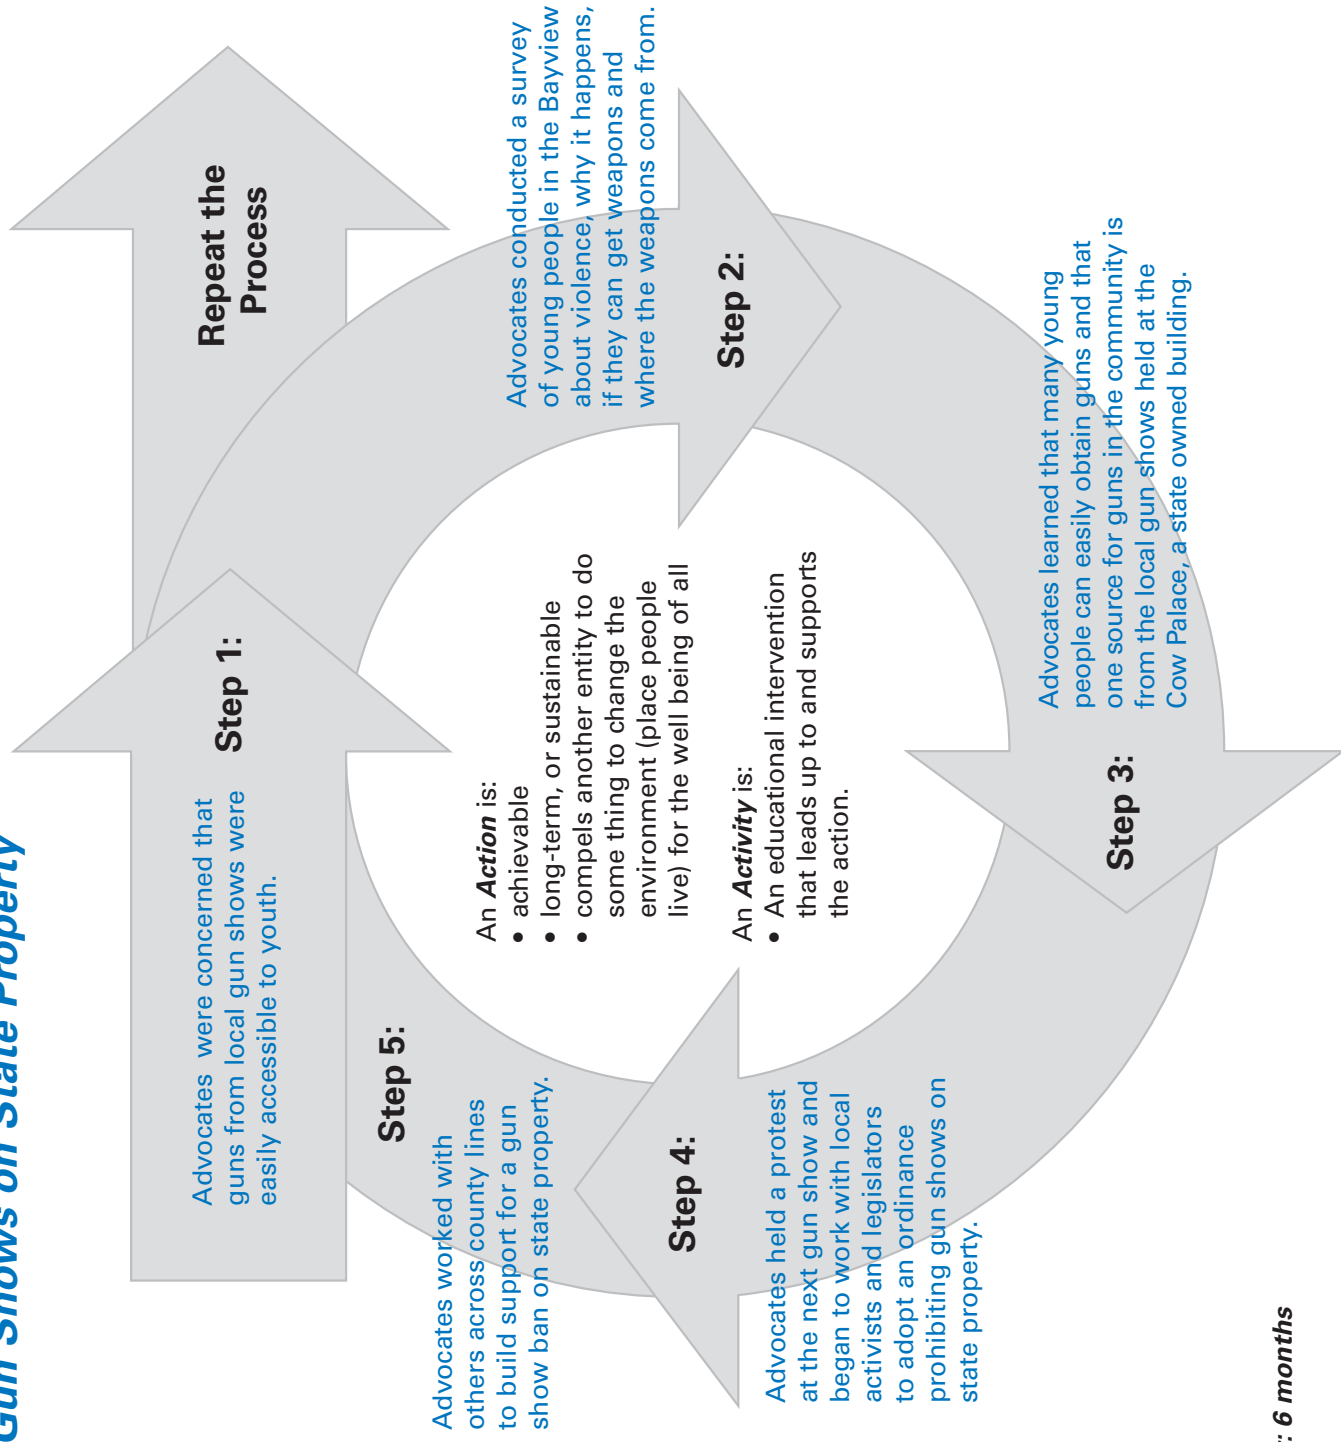 Gun Shows on State Property
Repeat the
Process
Step 1:
Advocates were concerned that
guns from local gun shows were
easily accessible to youth.
Step 2:
Advocates conducted a survey
of young people in the Bayview
about violence, why it happens,
if they can get weapons and
where the weapons come from.
Step 3:
Advocates learned that many young
people can easily obtain guns and that
one source for guns in the community is
from the local gun shows held at the
Cow Palace, a state owned building.
Step 4:
Advocates held a protest
at the next gun show and
began to work with local
activists and legislators
to adopt an ordinance
prohibiting gun shows on
state property.
Step 5:
Advocates worked with
others across county lines
to build support for a gun
show ban on state property.
An Action is:
• achievable
• long-term, or sustainable
• compels another entity to do
some thing to change the
environment (place people
live) for the well being of all
An Activity is:
• An educational intervention
that leads up to and supports
the action.
: 6 months